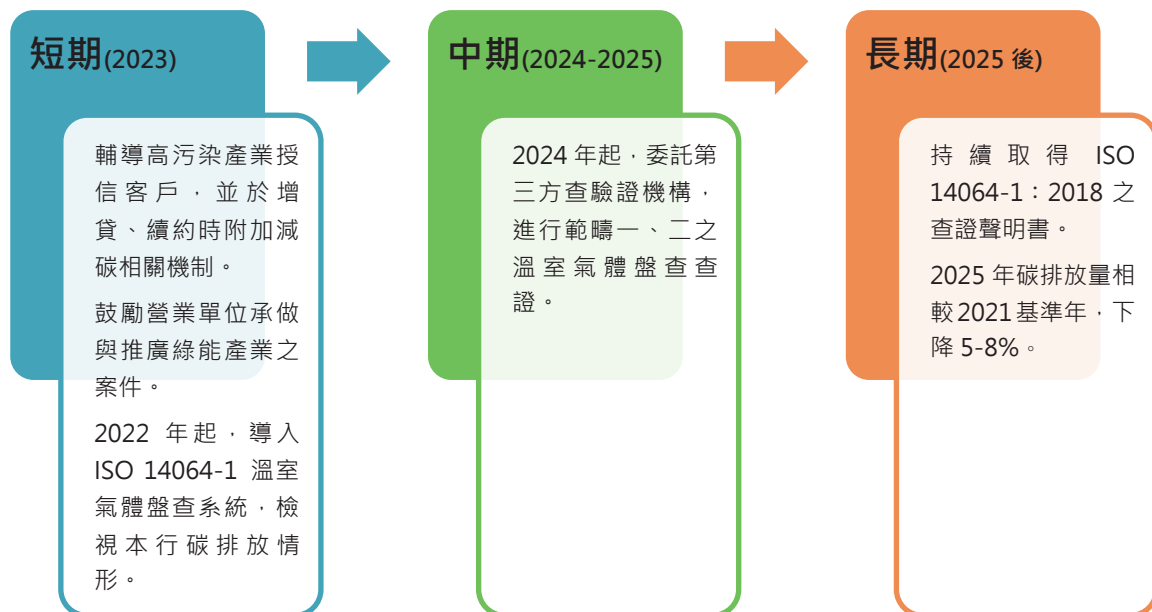 短期(2023)
輔導高污染產業授
信客戶，並於增
貸、續約時附加減
碳相關機制。
鼓勵營業單位承做
與推廣綠能產業之
案件。
2022 年起，導入
ISO 14064-1 溫室
氣體盤查系統，檢
視本行碳排放情
形。
中期(2024-2025)
2024 年起，委託第
三方查驗證機構，
進行範疇一、二之
溫室氣體盤查查
證。
長期(2025 後)
持續取得 ISO
14064-1：2018 之
查證聲明書。
2025 年碳排放量相
較2021基準年，下
降 5-8%。